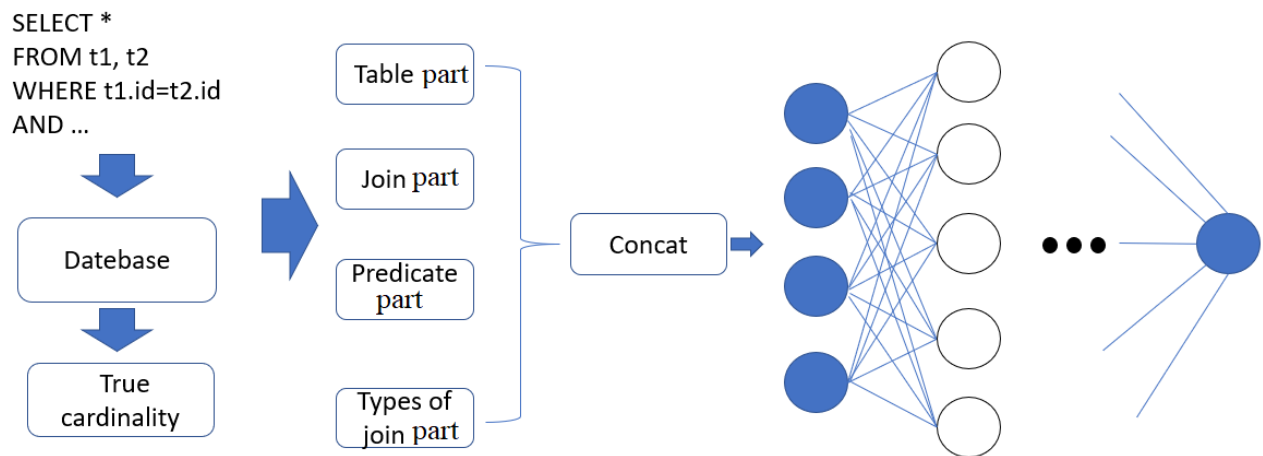 SELECT *
FROM t1, t2
WHERE t1.id=t2.id
AND ...
Datebase
True
cardinality
Table part
Join part
Predicate
part
Types of
join part
Concat